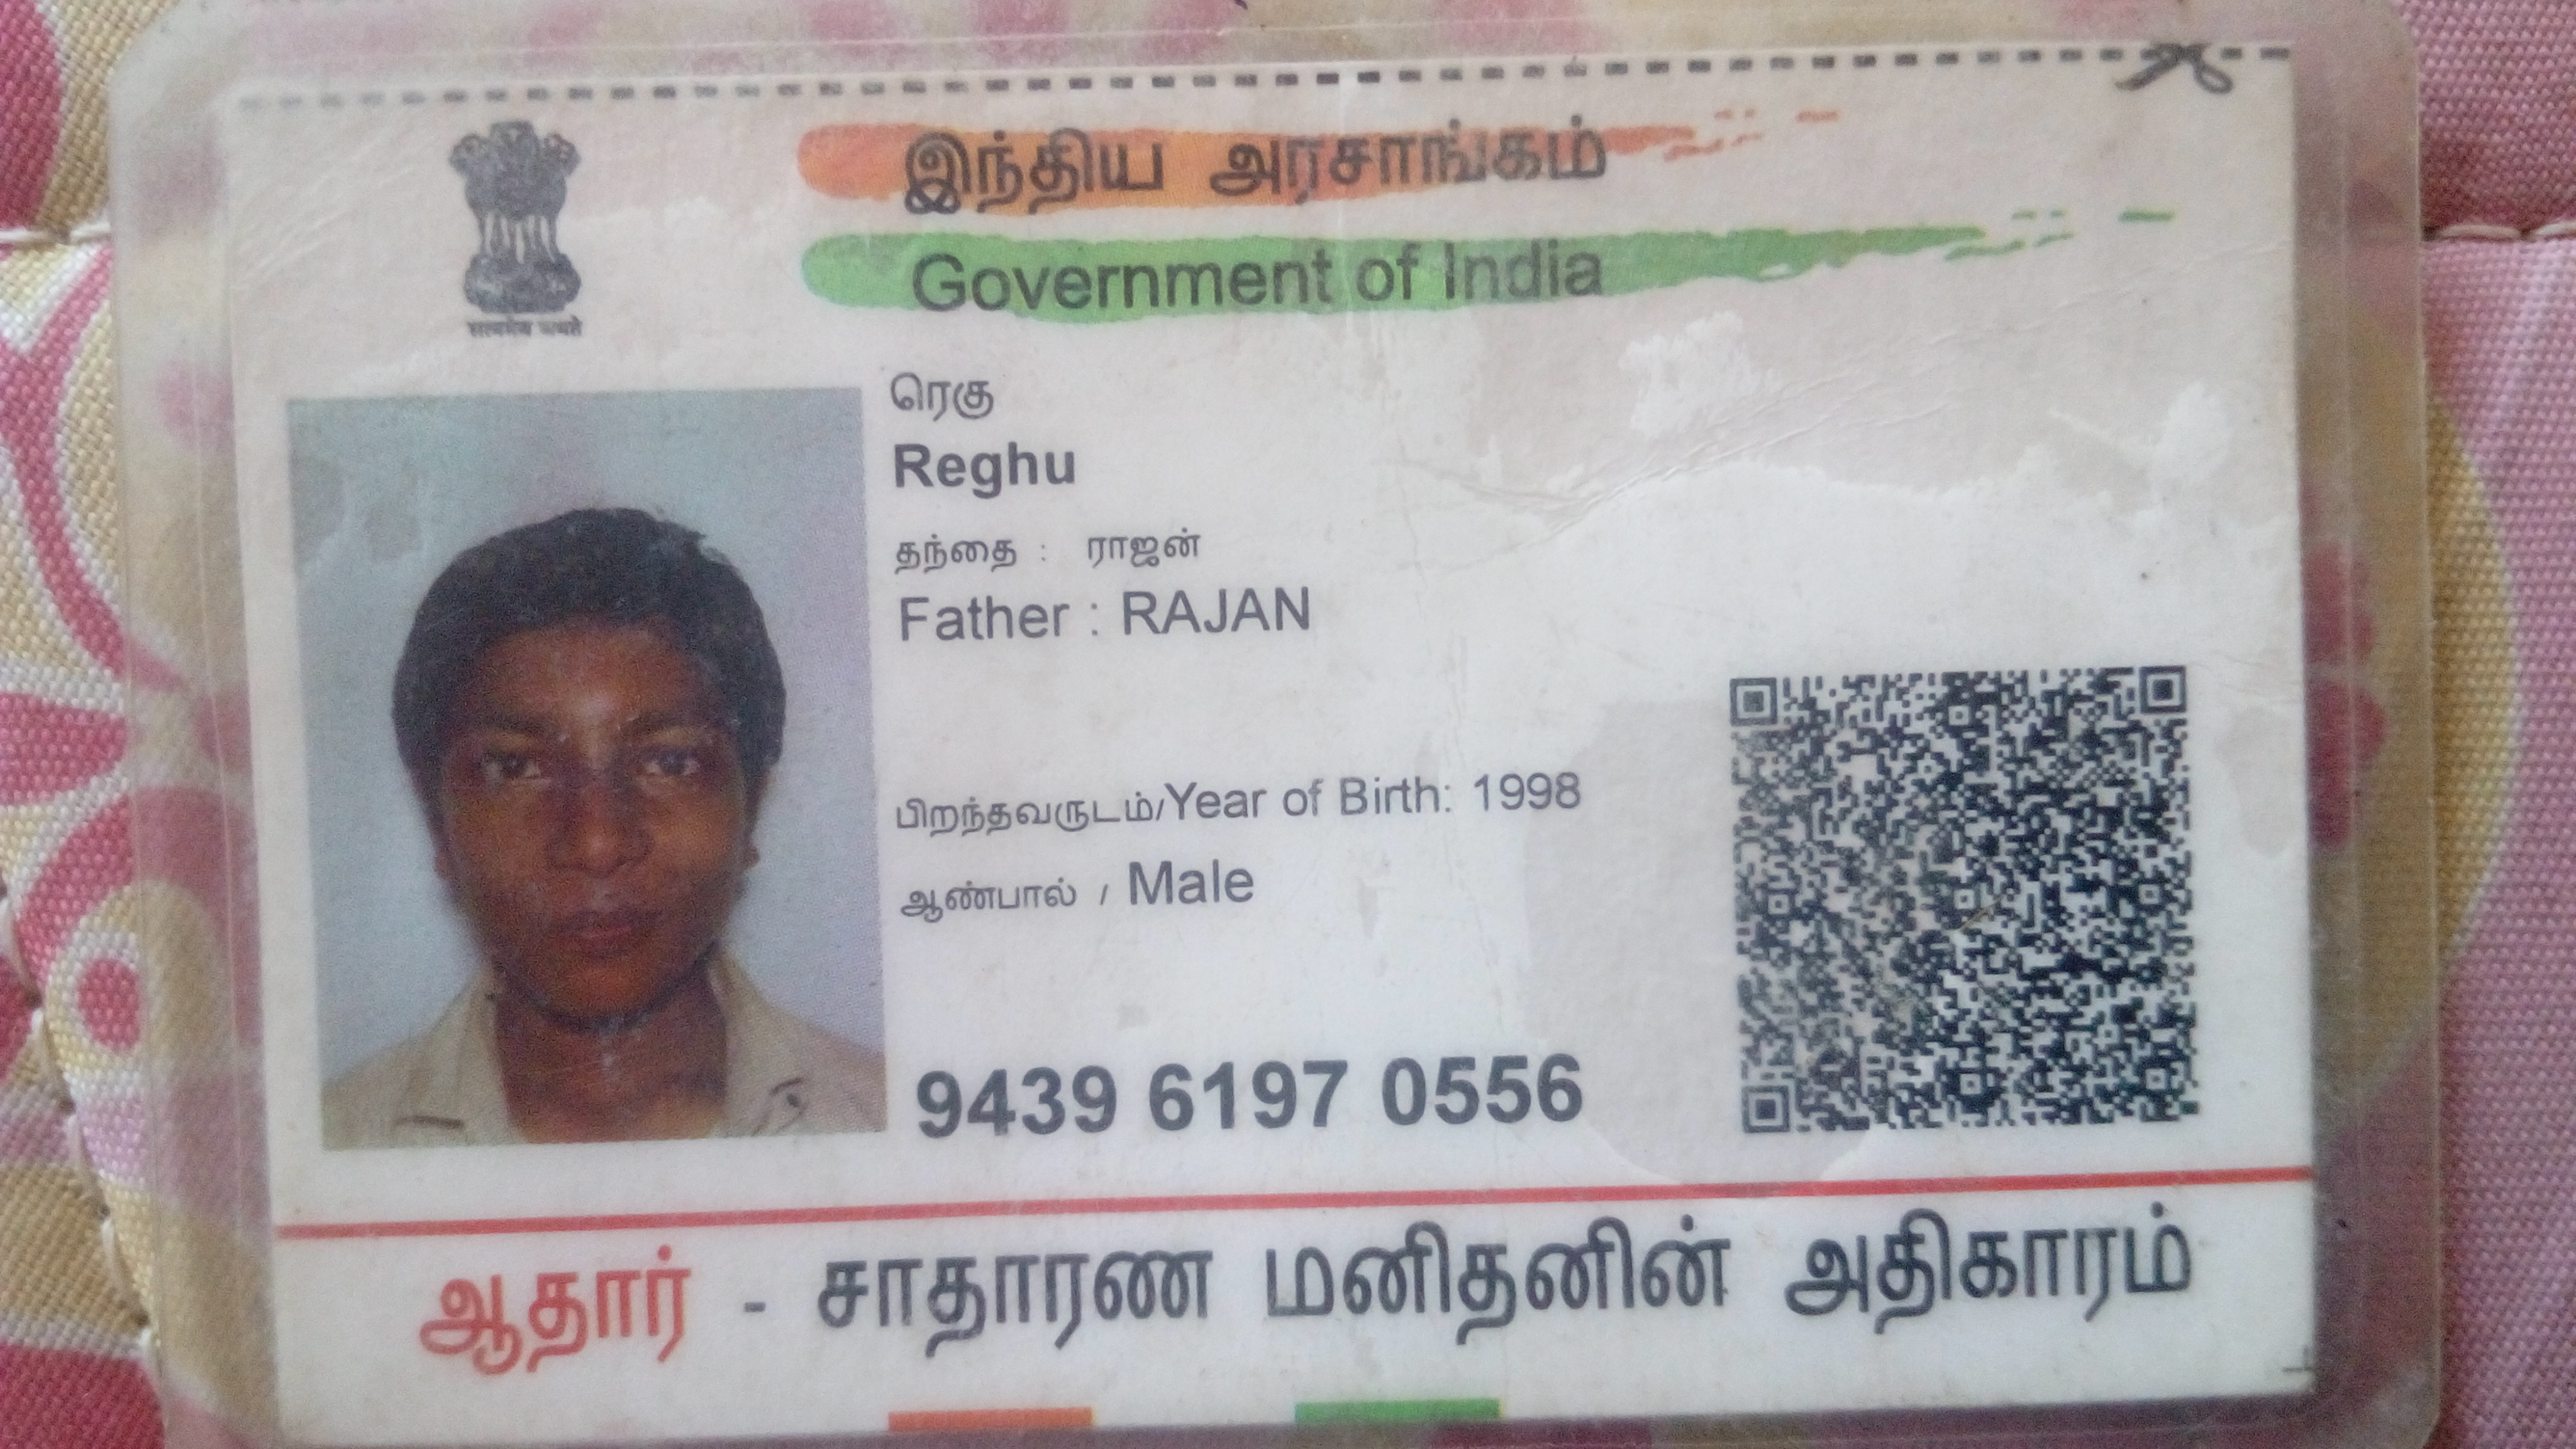 सत्यमेव जयते
இந்திய அரசாங்கம்
Government of India
ரெகு
Reghu
தந்தை : ராஜன்
Father : RAJAN
பிறந்தவருடம்/Year of Birth: 1998
ஆண்பால் / Male
9439 6197 0556
ஆதார் - சாதாரண மனிதனின் அதிகாரம்